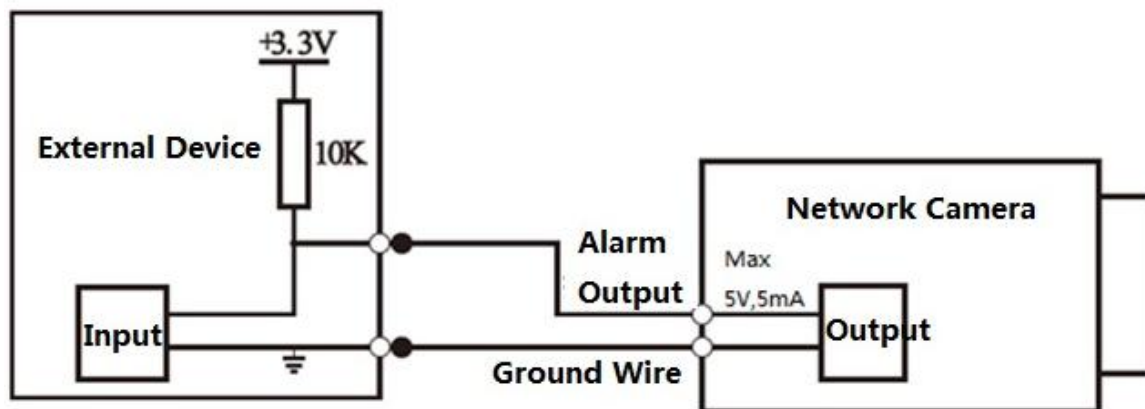 +3.3V
External Device
10K
Network Camera
Alarm
Output
Max
5V,5mA
Input
Output
Ground Wire